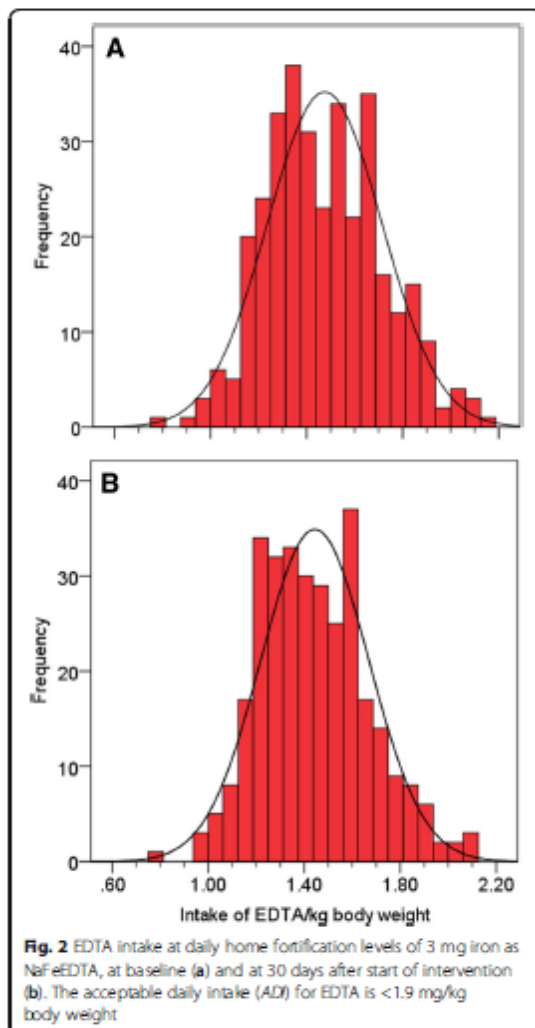 A
40
30
20
10
0
Frequency
B
40
30
20
10
0
Frequency
.60 1.00 1.40 1.80 2.20
Intake of EDTA/kg body weight
Fig. 2 EDTA intake at daily home fortification levels of 3 mg iron as
NaFeEDTA, at baseline (a) and at 30 days after start of intervention
(b). The acceptable daily intake (ADI) for EDTA is <1.9 mg/kg
body weight